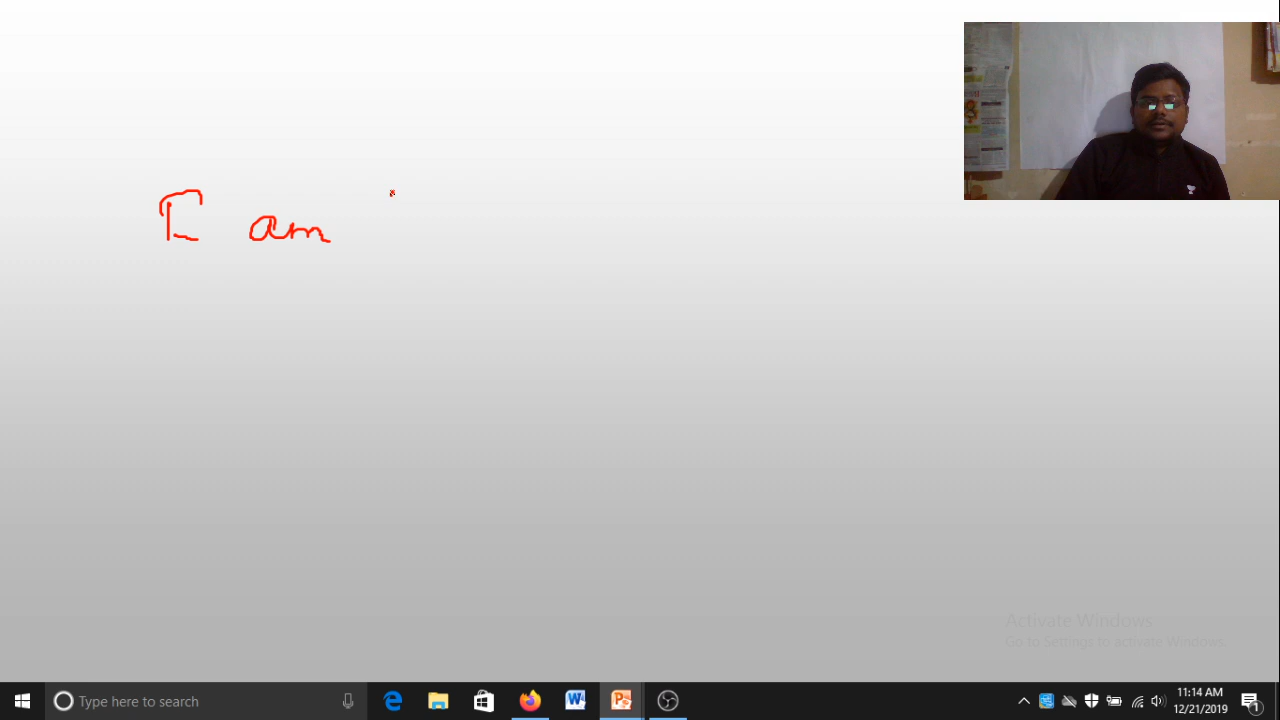 I am
Activate Windows
Go to Settings to activate Windows.
Type here to search
11:14 AM
12/21/2019
1